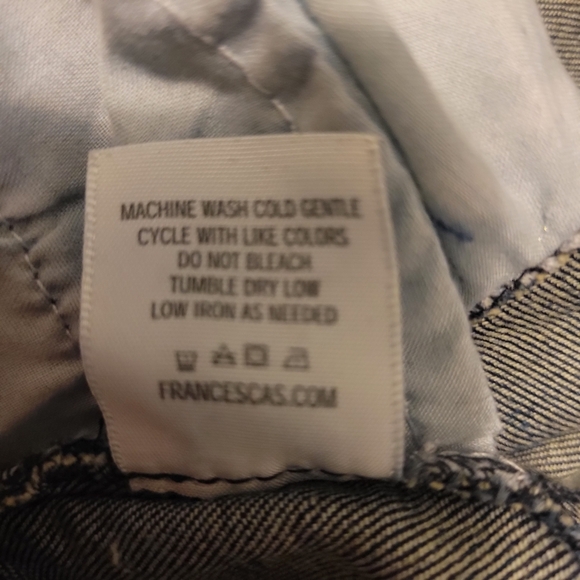 MACHINE WASH COLD GENTLE
CYCLE WITH LIKE COLORS
DO NOT BLEACH
TUMBLE DRY LOW
LOW IRON AS NEEDED
FRANCESCAS.COM